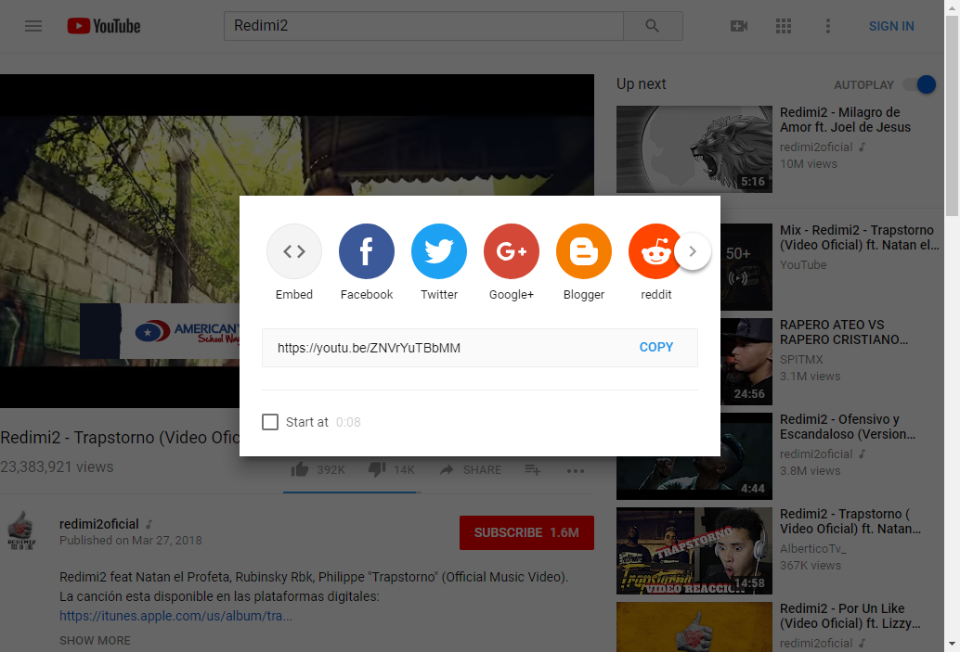 YouTube
Redimi2
SIGN IN
Up next
AUTOPLAY
Redimi2 - Milagro de
Amor ft. Joel de Jesus
redimi2oficial
10M views
5:16
Mix - Redimi2 - Trapstorno
(Video Oficial) ft. Natan el...
YouTube
50+
RAPERO ATEO VS
RAPERO CRISTIANO...
SPITMX
3.1M views
24:56
Redimi2 - Ofensivo y
Escandaloso (Version...
redimi2oficial
3.8M views
4:44
Redimi2 - Trapstorno (
Video Oficial) ft. Natan...
AlberticoTv_
367K views
TRAPSTORNO
VIDEO REACCI
14:58
Redimi2 - Por Un Like
(Video Oficial) ft. Lizzy...
redimi2oficial
Embed
Facebook
Twitter
Google+
Blogger
reddit
https://youtu.be/ZNVrYuTBbMM
COPY
Start at 0:08
AMERICAN
School Way
Redimi2 - Trapstorno (Video Ofic
23,383,921 views
392K
14K
SHARE
redimi2oficial
Published on Mar 27, 2018
SUBSCRIBE 1.6M
Redimi2 feat Natan el Profeta, Rubinsky Rbk, Philippe "Trapstorno" (Official Music Video).
La canción esta disponible en las plataformas digitales:
https://itunes.apple.com/us/album/tra...
SHOW MORE